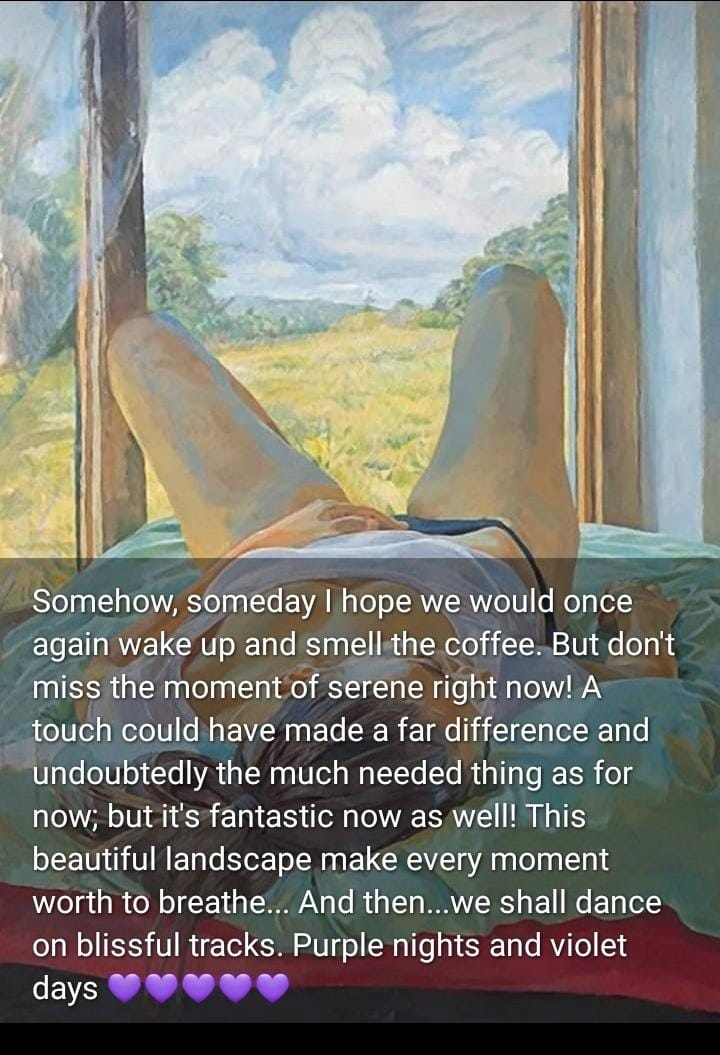 Somehow, someday I hope we would once
again wake up and smell the coffee. But don't
miss the moment of serene right now! A
touch could have made a far difference and
undoubtedly the much needed thing as for
now; but it's fantastic now as well! This
beautiful landscape make every moment
worth to breathe... And then...we shall dance
on blissful tracks. Purple nights and violet
days 💜💜💜💜💜